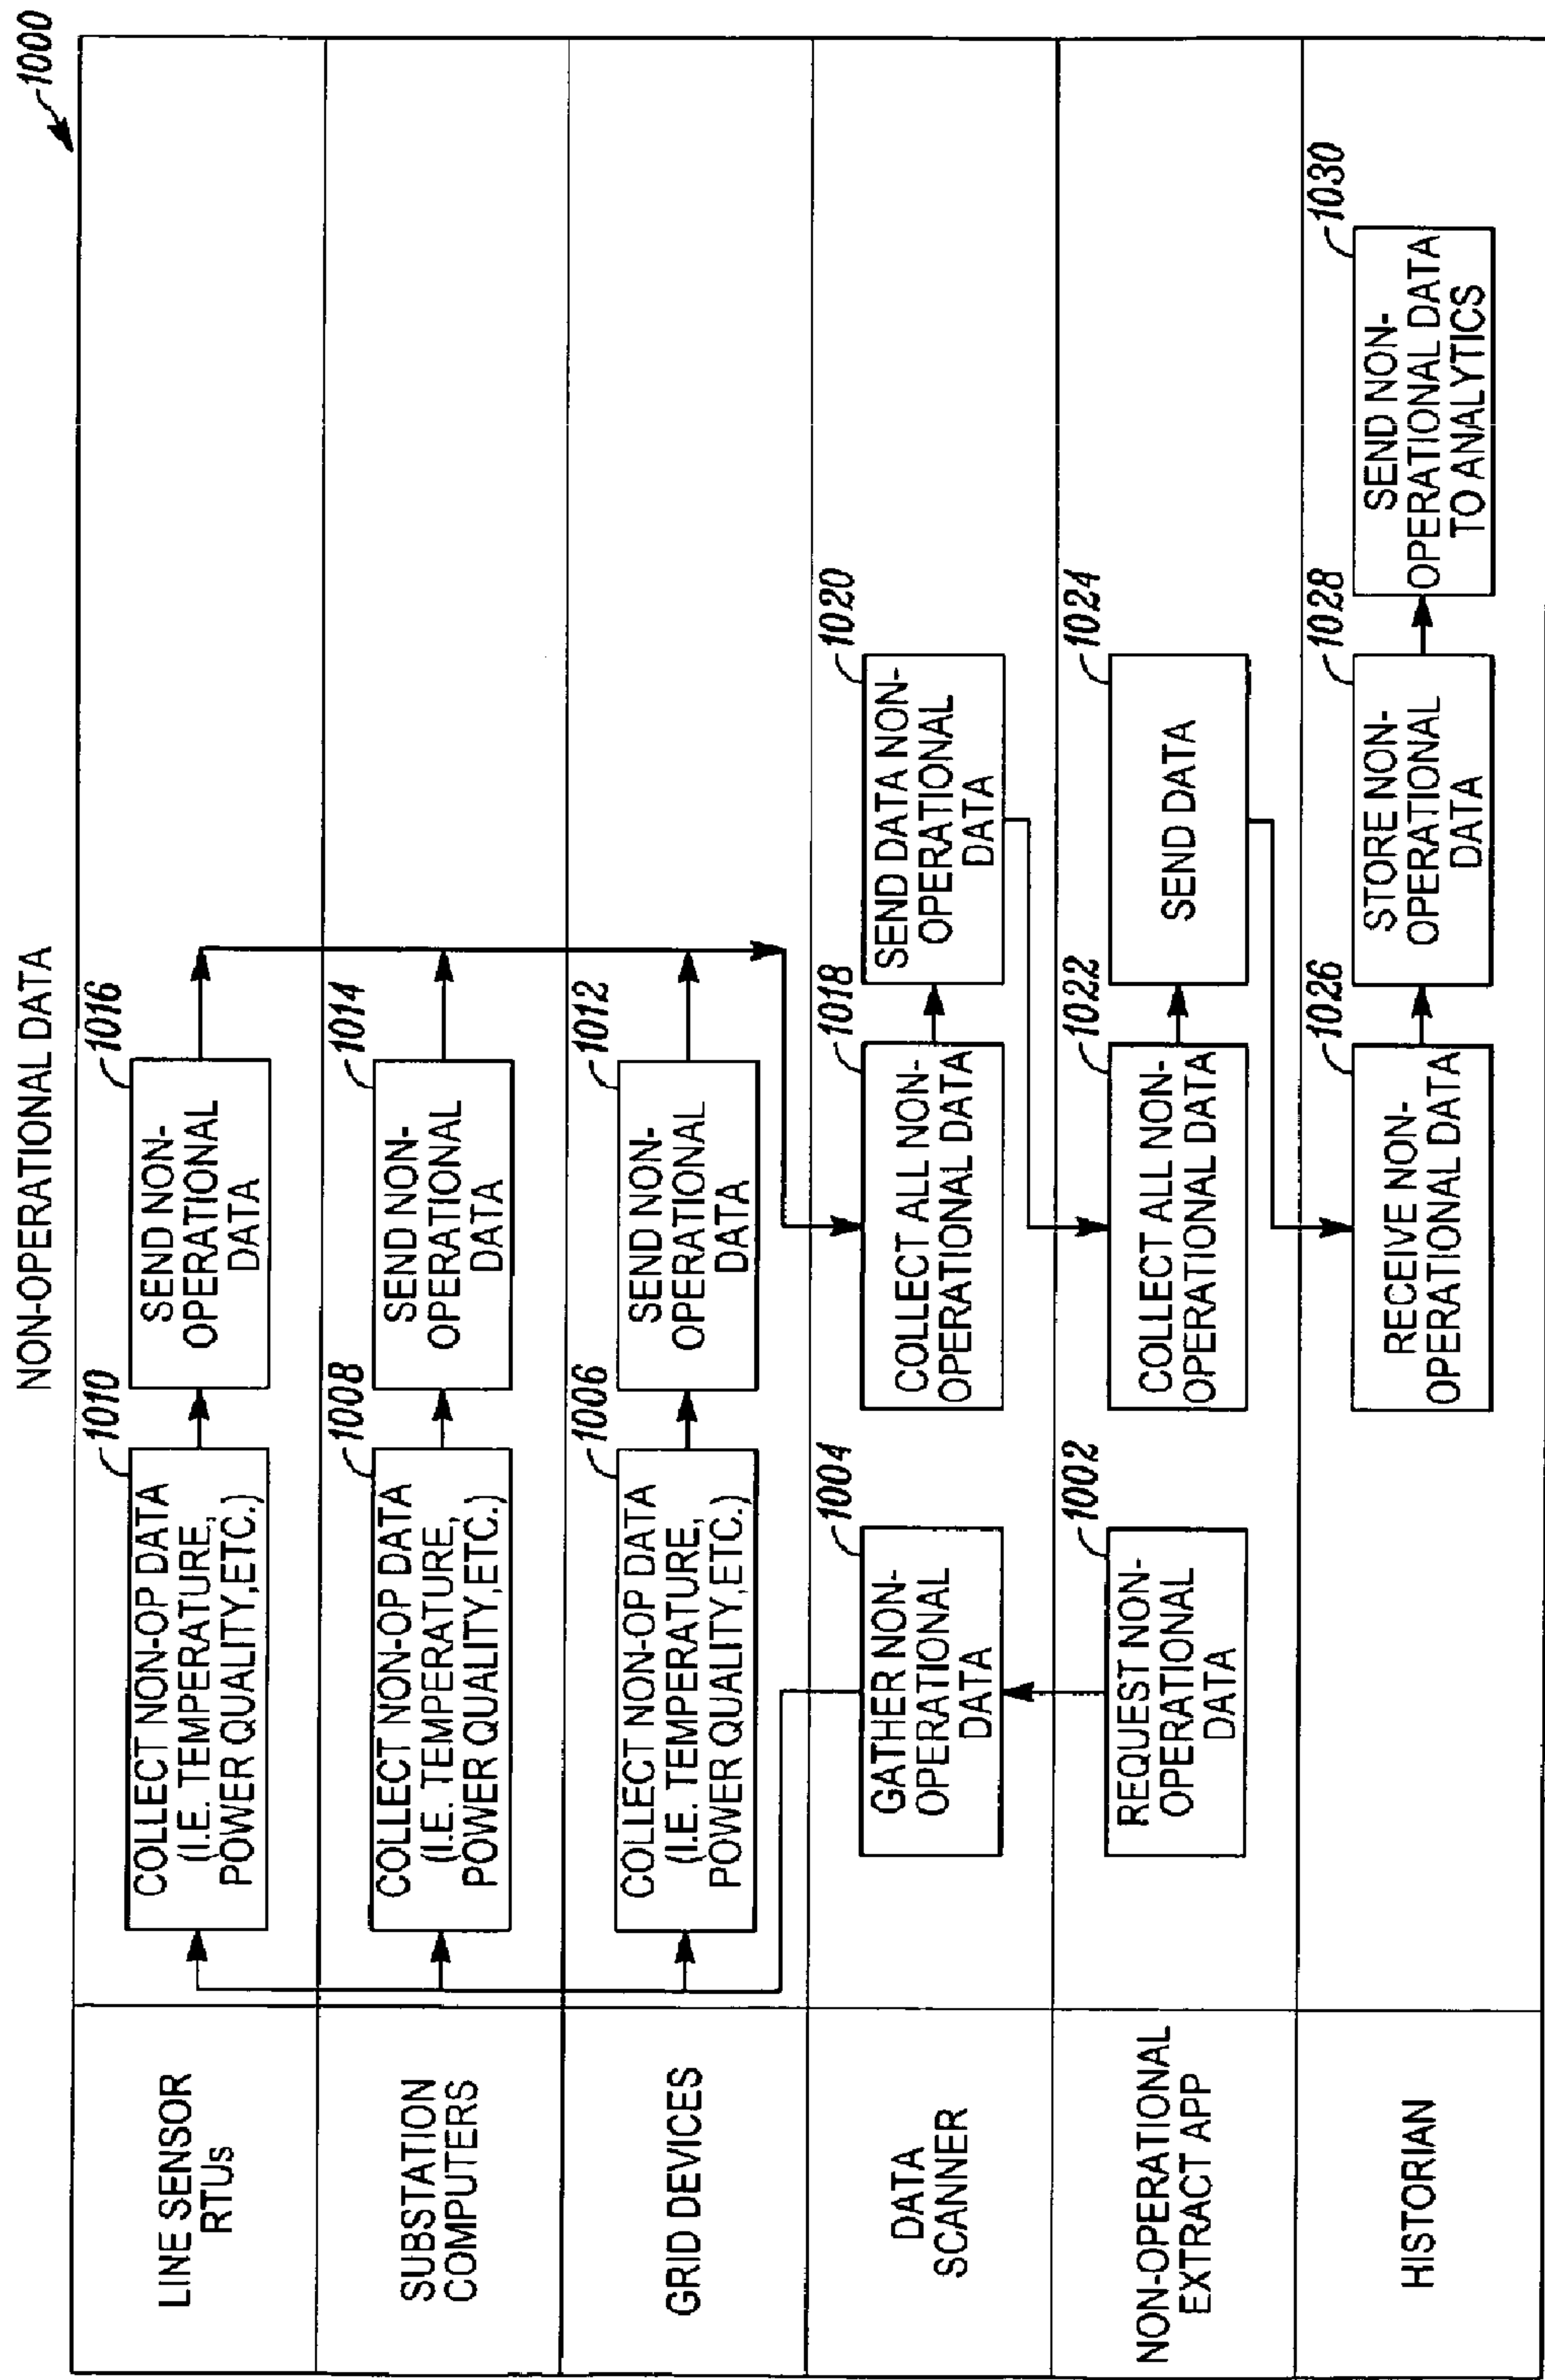 NON-OPERATIONAL DATA
1000
LINE SENSOR
RTUs
1010
COLLECT NON-OP DATA
(I.E. TEMPERATURE,
POWER QUALITY,ETC.)
1016
SEND NON-
OPERATIONAL
DATA
SUBSTATION
COMPUTERS
1008
COLLECT NON-OP DATA
(I.E. TEMPERATURE,
POWER QUALITY,ETC.)
1014
SEND NON-
OPERATIONAL
DATA
GRID DEVICES
1006
COLLECT NON-OP DATA
(I.E. TEMPERATURE,
POWER QUALITY,ETC.)
1012
SEND NON-
OPERATIONAL
DATA
DATA
SCANNER
1004
GATHER NON-
OPERATIONAL
DATA
1018
COLLECT ALL NON-
OPERATIONAL DATA
1020
SEND DATA NON-
OPERATIONAL
DATA
NON-OPERATIONAL
EXTRACT APP
1002
REQUEST NON-
OPERATIONAL
DATA
1022
COLLECT ALL NON-
OPERATIONAL DATA
1024
SEND DATA
HISTORIAN
1026
RECEIVE NON-
OPERATIONAL DATA
1028
STORE NON-
OPERATIONAL
DATA
1030
SEND NON-
OPERATIONAL DATA
TO ANALYTICS